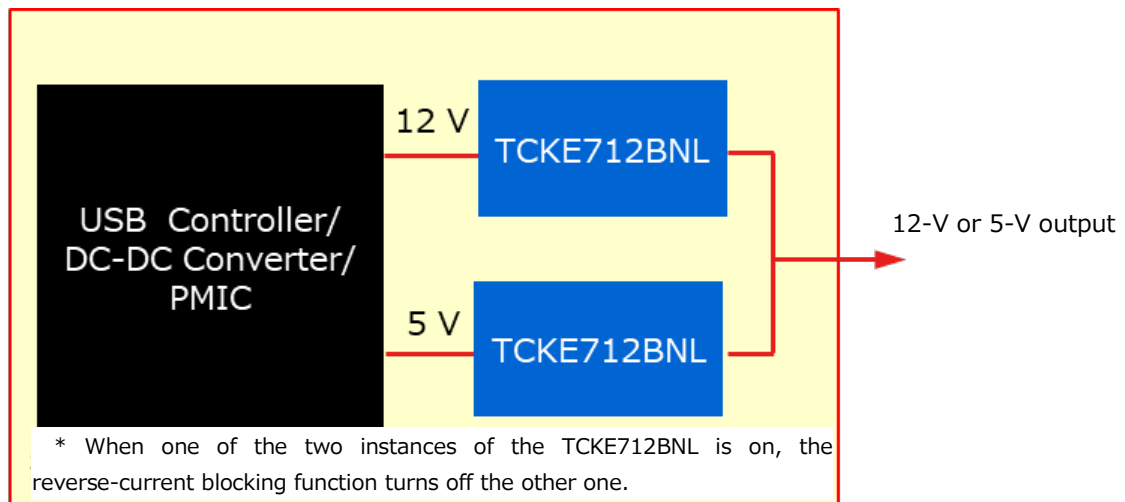 12 V
TCKE712BNL
USB Controller/
DC-DC Converter/
PMIC
12-V or 5-V output
5 V
TCKE712BNL
* When one of the two instances of the TCKE712BNL is on, the
reverse-current blocking function turns off the other one.